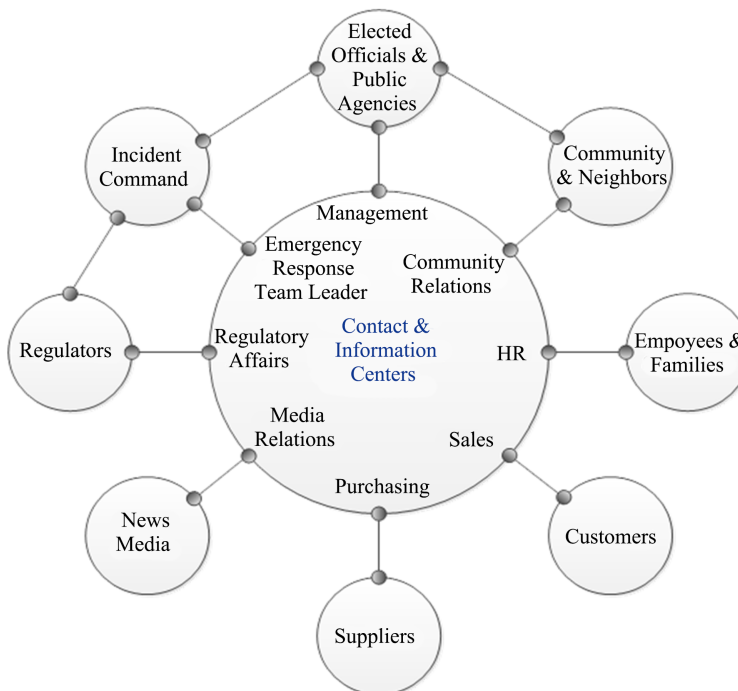 Elected
Officials &
Public
Agencies
Incident
Command
Community
& Neighbors
Management
Emergency
Response
Team Leader
Community
Relations
Regulators
Regulatory
Affairs
Contact &
Information
Centers
HR
Empoyees &
Families
Media
Relations
Sales
Purchasing
News
Media
Customers
Suppliers